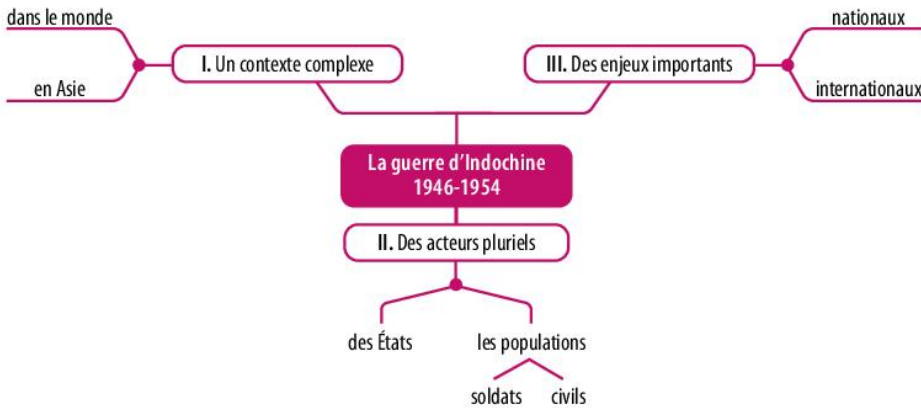 dans le monde
nationaux
I. Un contexte complexe
III. Des enjeux importants
en Asie
internationaux
La guerre d’Indochine
1946-1954
II. Des acteurs pluriels
des États
les populations
soldats
civils